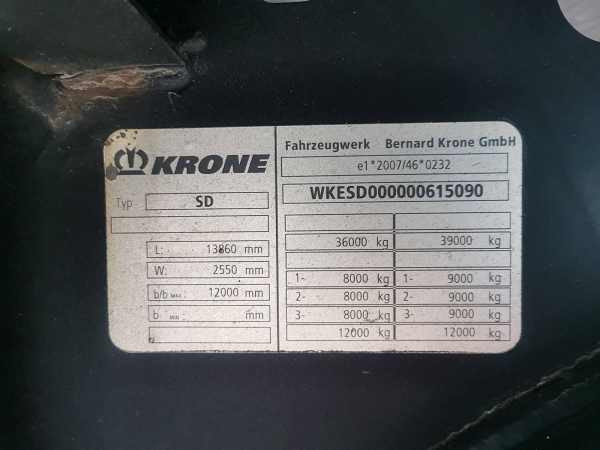 KRONE
Typ SD
L: 13860 mm
W: 2550 mm
b/b MAX: 12000 mm
b MIN: mm
Fahrzeugwerk Bernard Krone GmbH
e1*2007/46*0232
WKESD000000615090
36000 kg 39000 kg
1- 8000 kg 1- 9000 kg
2- 8000 kg 2- 9000 kg
3- 8000 kg 3- 9000 kg
12000 kg 12000 kg